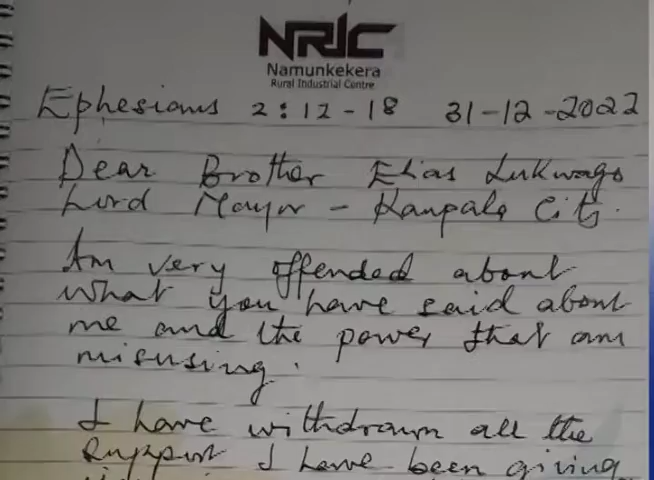 NRIC
Namunkekera
Rural Industrial Centre
Ephesians 2:12-18 31-12-2022
Dear Brother Elias Lukwago
Lord Mayor - Kampala City.
Am very offended about
what you have said about
me and the power that am
misusing.
I have withdrawn all the
support I have been giving